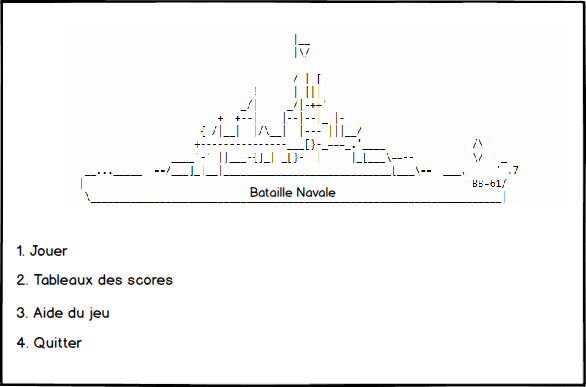 BB-61/
Bataille Navale
1. Jouer
2. Tableaux des scores
3. Aide du jeu
4. Quitter